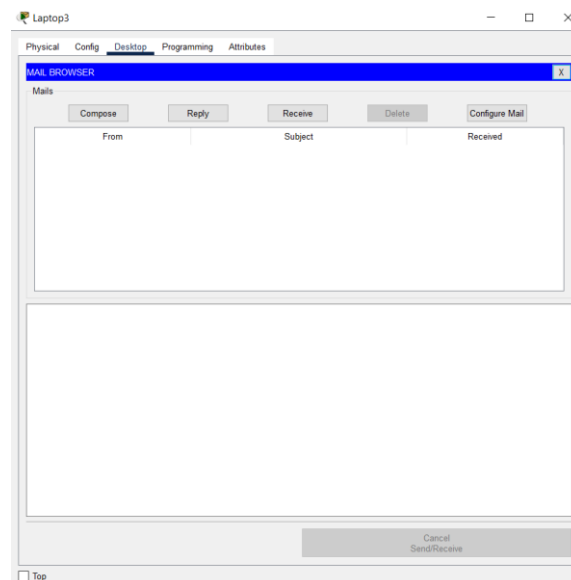 Laptop3
Physical Config Desktop Programming Attributes
MAIL BROWSER X
Mails
Compose Reply Receive Delete Configure Mail
From Subject Received
Cancel
Send/Receive
Top